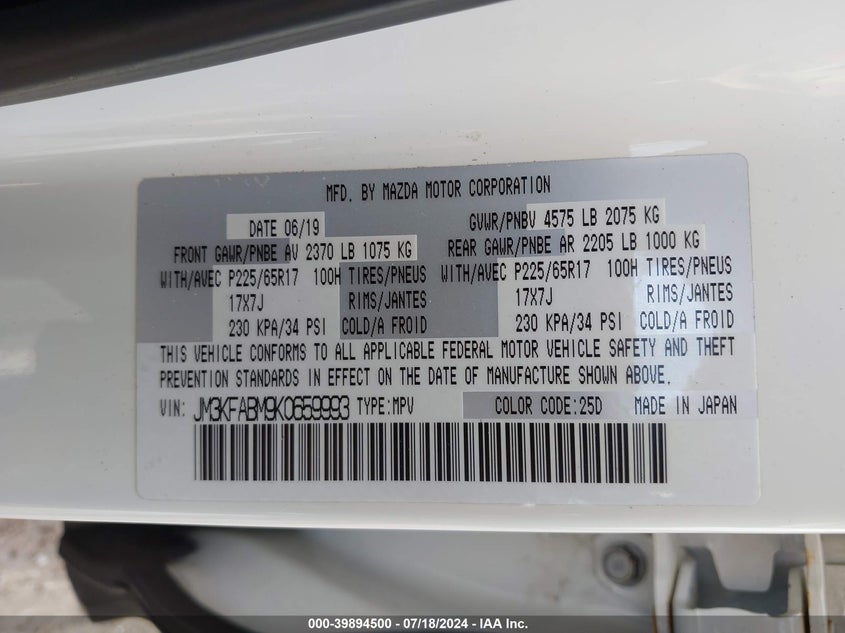 MFD. BY MAZDA MOTOR CORPORATION
DATE 06/19 GVWR/PNBV 4575 LB 2075 KG
FRONT GAWR/PNBE AV 2370 LB 1075 KG REAR GAWR/PNBE AR 2205 LB 1000 KG
WITH/AVEC P225/65R17 100H TIRES/PNEUS WITH/AVEC P225/65R17 100H TIRES/PNEUS
17X7J RIMS/JANTES 17X7J RIMS/JANTES
230 KPA/34 PSI COLD/A FROID 230 KPA/34 PSI COLD/A FROID
THIS VEHICLE CONFORMS TO ALL APPLICABLE FEDERAL MOTOR VEHICLE SAFETY AND THEFT
PREVENTION STANDARDS IN EFFECT ON THE DATE OF MANUFACTURE SHOWN ABOVE.
VIN: JM3KFABM9K0659993 TYPE:MPV COLOR CODE:25D MADE IN JAPAN
000-39894500 - 07/18/2024 - IAA Inc.